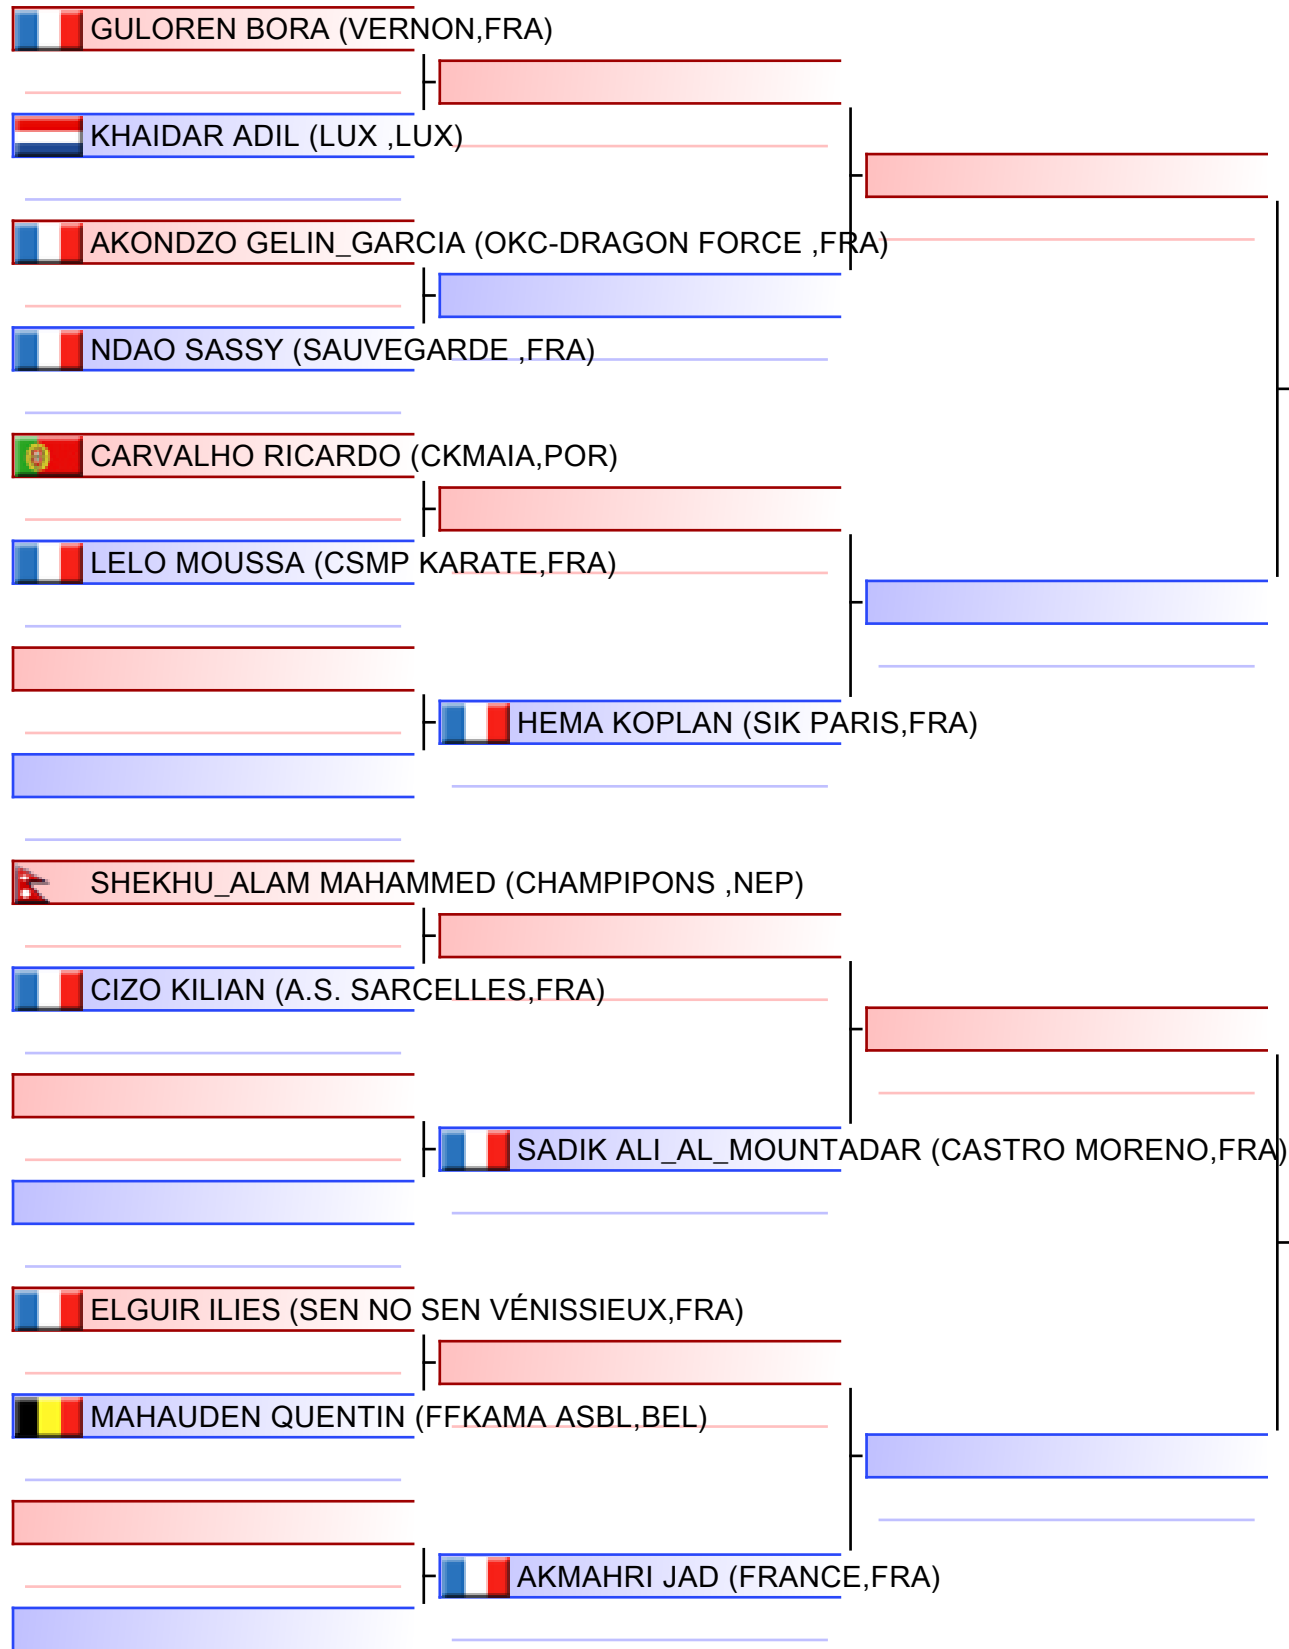 GULOREN BORA (VERNON,FRA)
KHAIDAR ADIL (LUX ,LUX)
AKONDZO GELIN_GARCIA (OKC-DRAGON FORCE ,FRA)
NDAO SASSY (SAUVEGARDE ,FRA)
CARVALHO RICARDO (CKMAIA,POR)
LELO MOUSSA (CSMP KARATE,FRA)
HEMA KOPLAN (SIK PARIS,FRA)
SHEKHU_ALAM MAHAMMED (CHAMPIPONS ,NEP)
CIZO KILIAN (A.S. SARCELLES,FRA)
SADIK ALI_AL_MOUNTADAR (CASTRO MORENO,FRA)
ELGUIR ILIES (SEN NO SEN VÉNISSIEUX,FRA)
MAHAUDEN QUENTIN (FFKAMA ASBL,BEL)
AKMAHRI JAD (FRANCE,FRA)